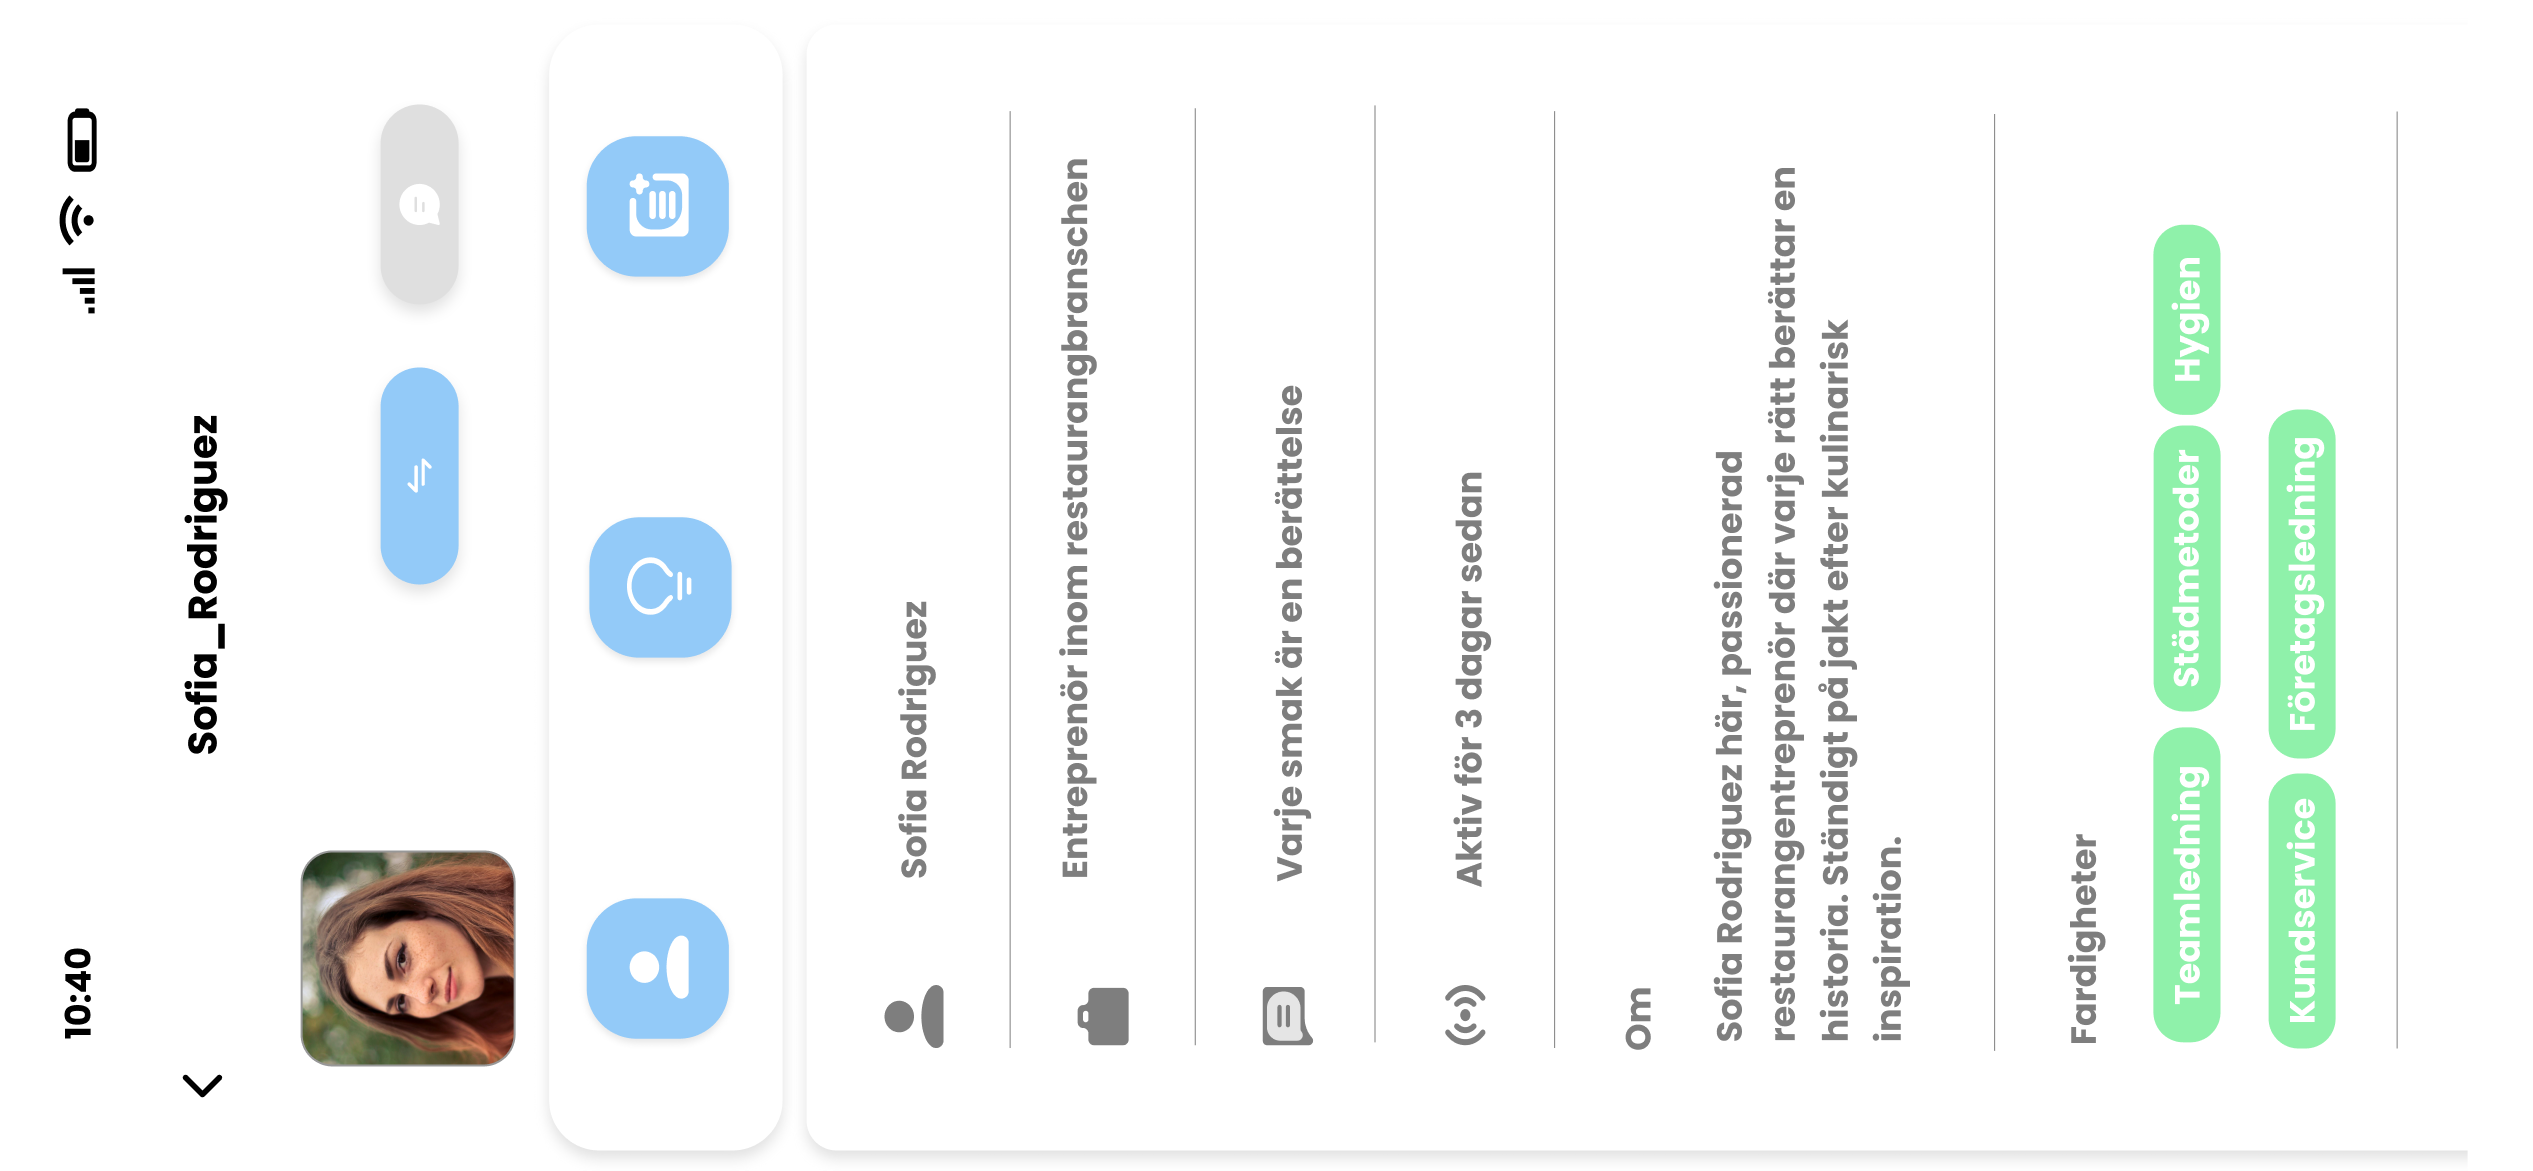 10:40
Sofia_Rodriguez
Sofia Rodriguez
Entreprenör inom restaurangbranschen
Varje smak är en berättelse
Aktiv för 3 dagar sedan
Om
Sofia Rodriguez här, passionerad
restaurangentreprenör där varje rätt berättar en
historia. Ständigt på jakt efter kulinarisk
inspiration.
Fardigheter
Teamledning Städmetoder Hygien
Kundservice Företagsledning